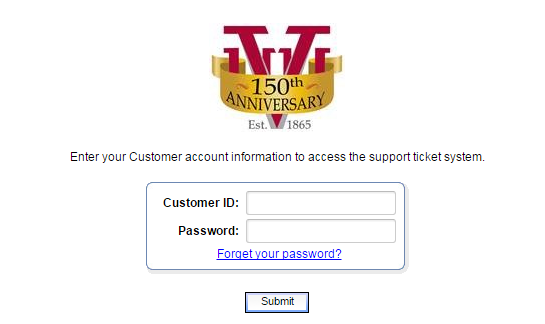 VV
150th
ANNIVERSARY
Est. 1865
Enter your Customer account information to access the support ticket system.
Customer ID:
Password:
Forget your password?
Submit